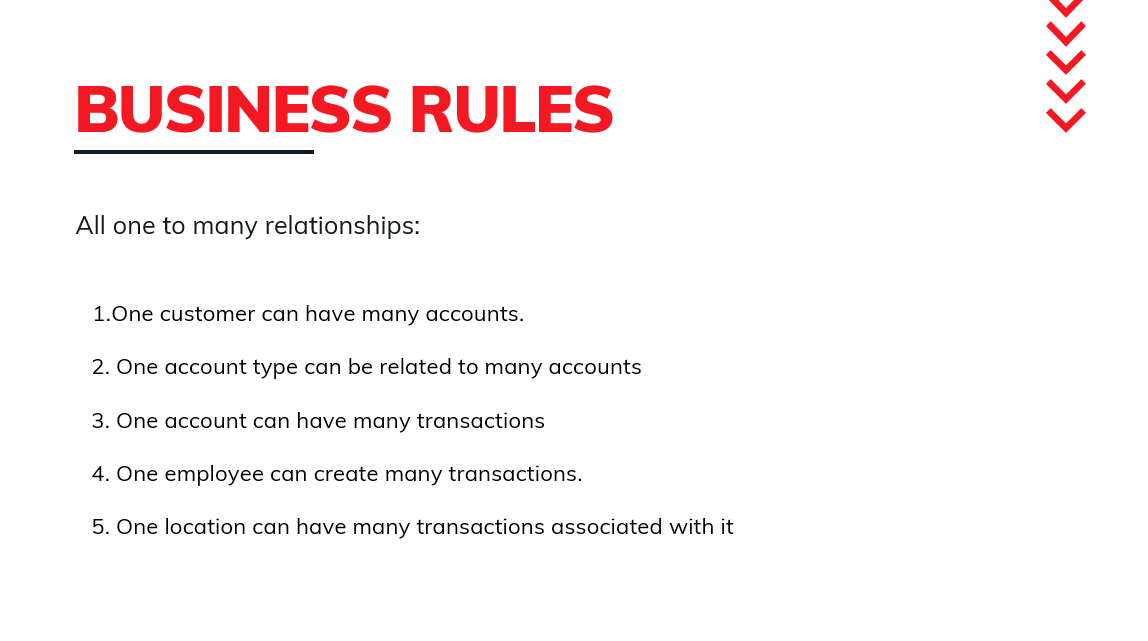 BUSINESS RULES
All one to many relationships:
1.One customer can have many accounts.
2. One account type can be related to many accounts
3. One account can have many transactions
4. One employee can create many transactions.
5. One location can have many transactions associated with it